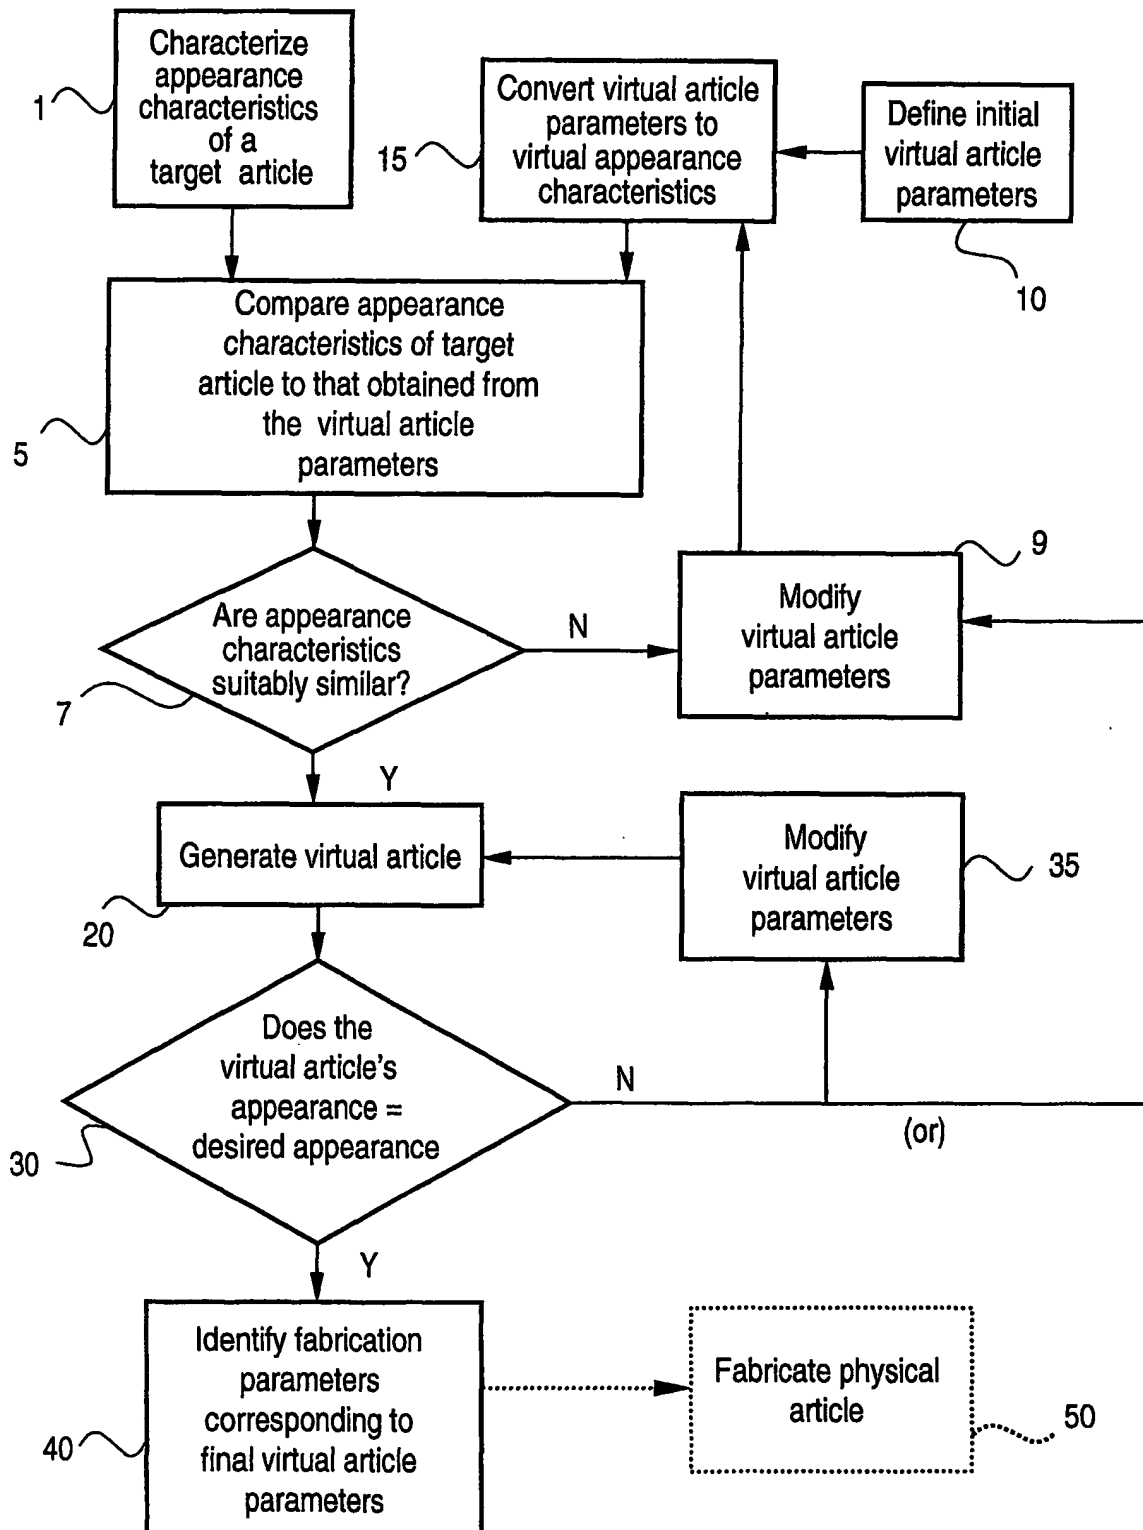 Characterize
appearance
characteristics
of a
target article
1
Convert virtual article
parameters to
virtual appearance
characteristics
15
Define initial
virtual article
parameters
10
Compare appearance
characteristics of target
article to that obtained from
the virtual article
parameters
5
Are appearance
characteristics
suitably similar?
7
N
Y
Modify
virtual article
parameters
9
Generate virtual article
20
Modify
virtual article
parameters
35
Does the
virtual article's
appearance =
desired appearance
30
N
(or)
Y
Identify fabrication
parameters
corresponding to
final virtual article
parameters
40
Fabricate physical
article
50